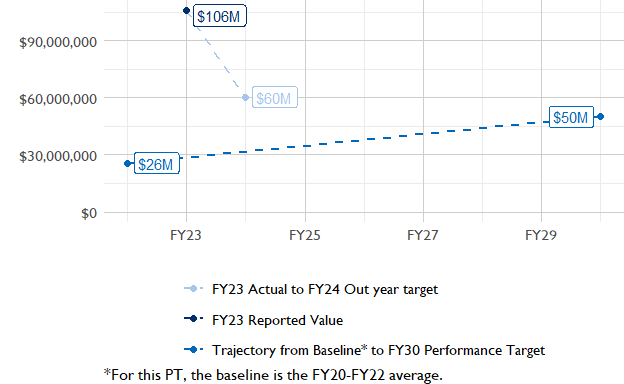 $106M
$90,000,000
$60,000,000
$60M
$50M
$30,000,000
$26M
$0
FY23 FY25 FY27 FY29
FY23 Actual to FY24 Out year target
FY23 Reported Value
Trajectory from Baseline* to FY30 Performance Target
*For this PT, the baseline is the FY20-FY22 average.